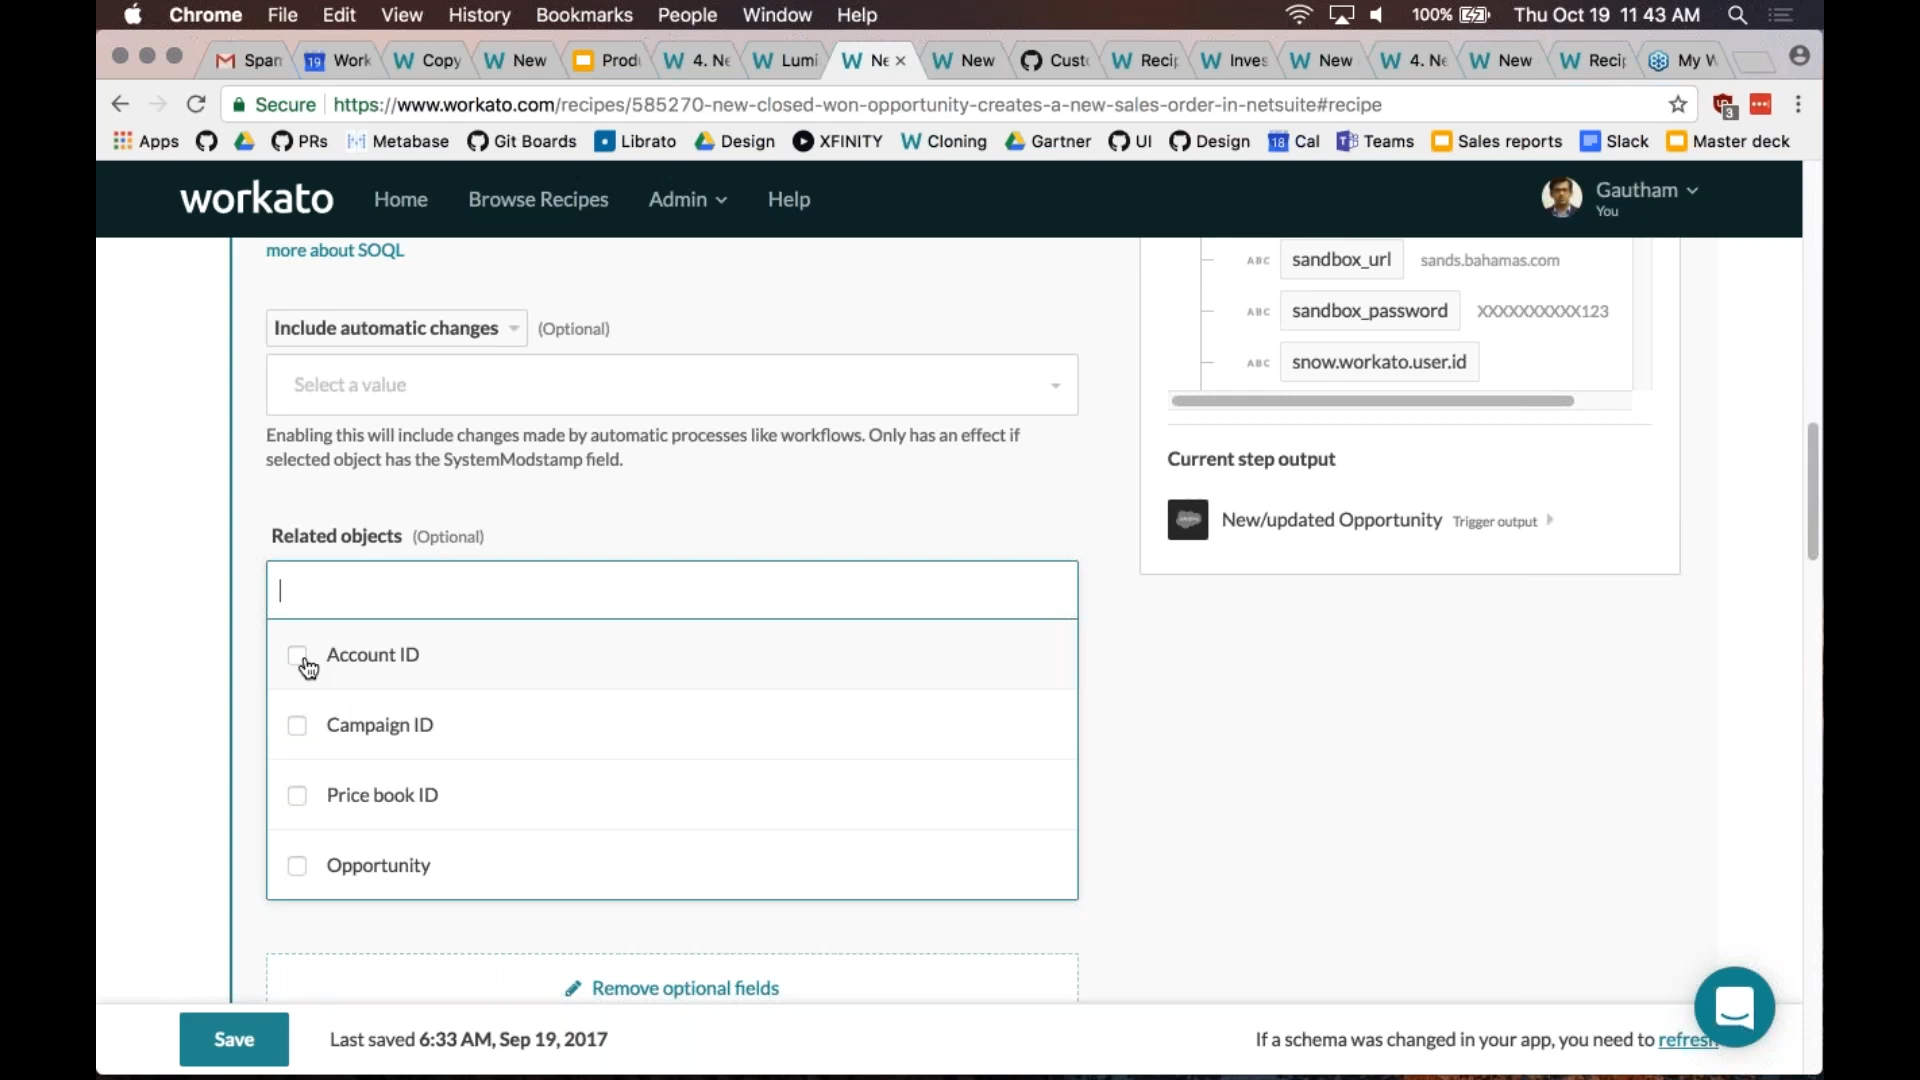 Chrome File Edit View History Bookmarks People Window Help 100% Thu Oct 19 11 43 AM
Span 19 Work Copy New Produ 4. Ne Lumi Ne × New Custo Recip Inves New 4. Ne New Recip My W
Secure https://www.workato.com/recipes/585270-new-closed-won-opportunity-creates-a-new-sales-order-in-netsuite#recipe 3
Apps PRs Metabase Git Boards Librato Design XFINITY Cloning Gartner UI Design 18 Cal Teams Sales reports Slack Master deck
workato Home Browse Recipes Admin Help Gautham
You
more about SOQL
Include automatic changes (Optional)
Select a value
Enabling this will include changes made by automatic processes like workflows. Only has an effect if
selected object has the SystemModstamp field.
Related objects (Optional)
Account ID
Campaign ID
Price book ID
Opportunity
Remove optional fields
ABC sandbox_url sands.bahamas.com
ABC sandbox_password XXXXXXXXXX123
ABC snow.workato.user.id
Current step output
New/updated Opportunity Trigger output
Save Last saved 6:33 AM, Sep 19, 2017 If a schema was changed in your app, you need to refresh